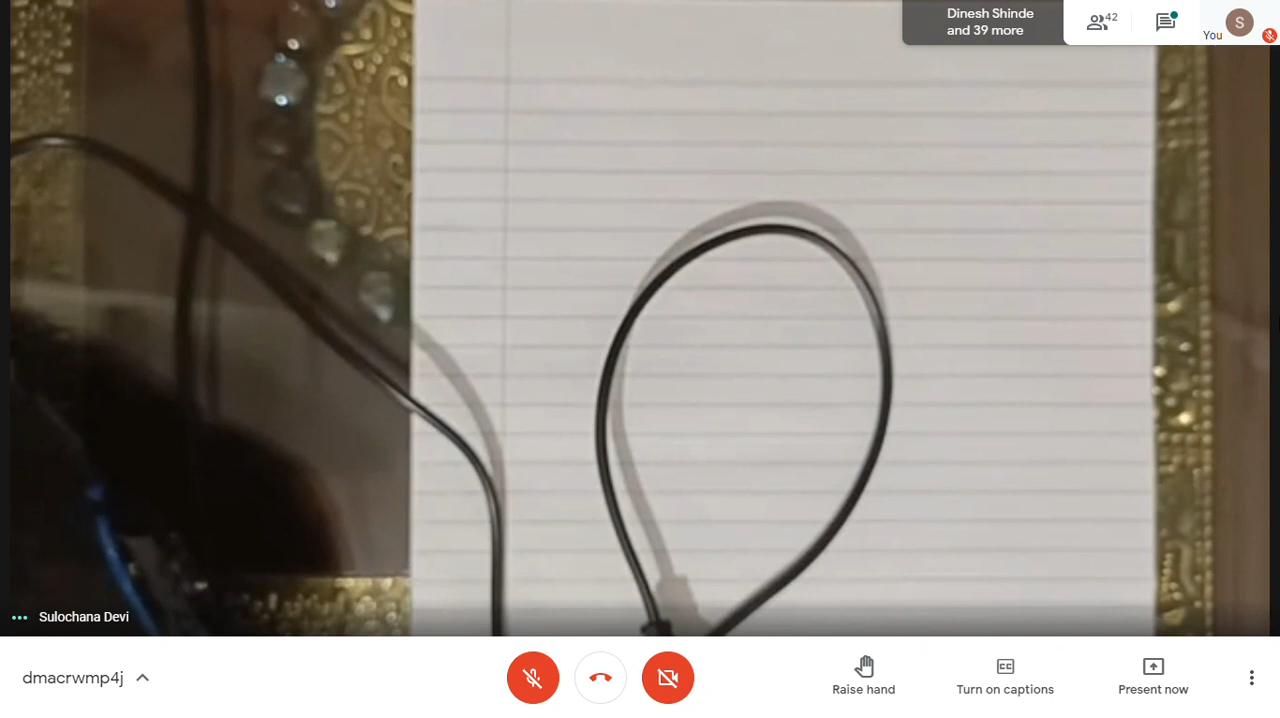 Dinesh Shinde
and 39 more
42
S
You
Sulochana Devi
dmacrwmp4j
Raise hand
Turn on captions
Present now